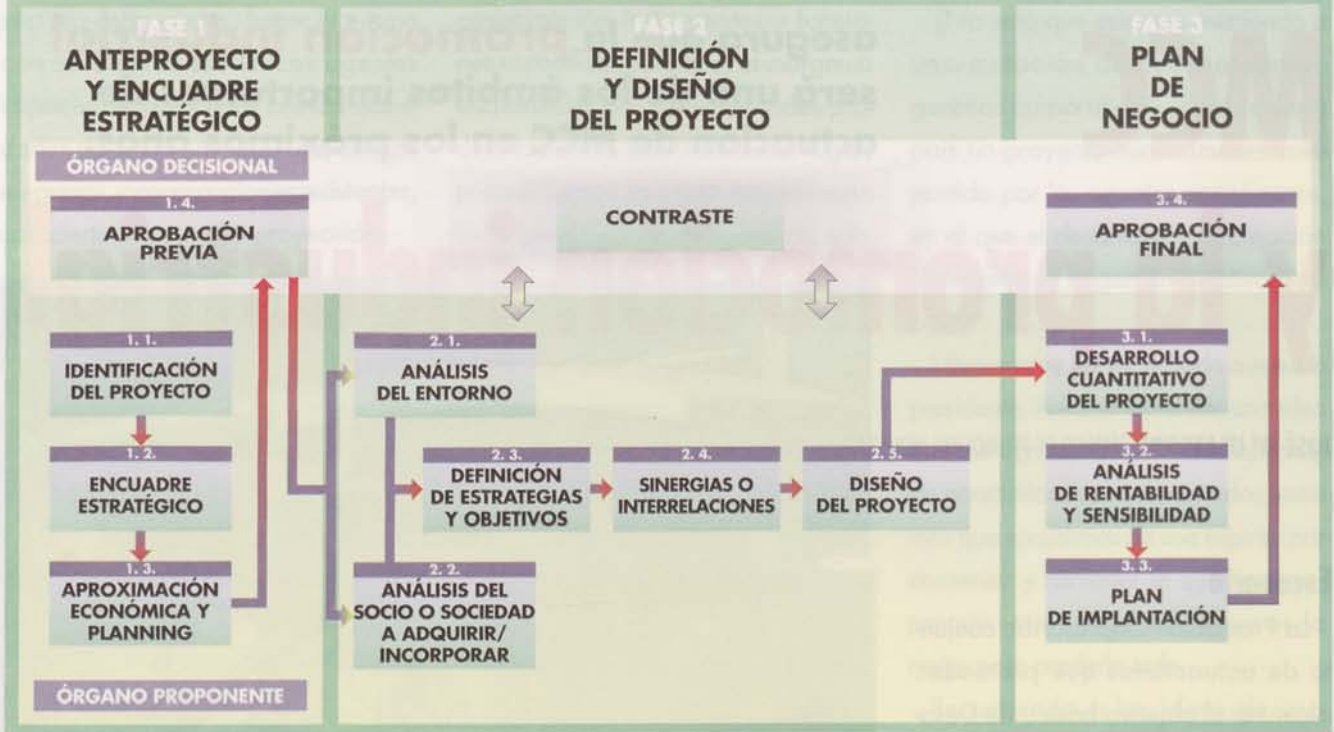 FASE 1
ANTEPROYECTO
Y ENCUADRE
ESTRATÉGICO
FASE 2
DEFINICIÓN
Y DISEÑO
DEL PROYECTO
FASE 3
PLAN
DE
NEGOCIO
ÓRGANO DECISIONAL
1. 4.
APROBACIÓN
PREVIA
CONTRASTE
3. 4.
APROBACIÓN
FINAL
1. 1.
IDENTIFICACIÓN
DEL PROYECTO
1. 2.
ENCUADRE
ESTRATÉGICO
1. 3.
APROXIMACIÓN
ECONÓMICA Y
PLANNING
2. 1.
ANÁLISIS
DEL ENTORNO
2. 2.
ANÁLISIS DEL
SOCIO O SOCIEDAD
A ADQUIRIR/
INCORPORAR
2. 3.
DEFINICIÓN
DE ESTRATEGIAS
Y OBJETIVOS
2. 4.
SINERGIAS O
INTERRELACIONES
2. 5.
DISEÑO
DEL PROYECTO
3. 1.
DESARROLLO
CUANTITATIVO
DEL PROYECTO
3. 2.
ANÁLISIS
DE RENTABILIDAD
Y SENSIBILIDAD
3. 3.
PLAN
DE IMPLANTACIÓN
ÓRGANO PROPONENTE